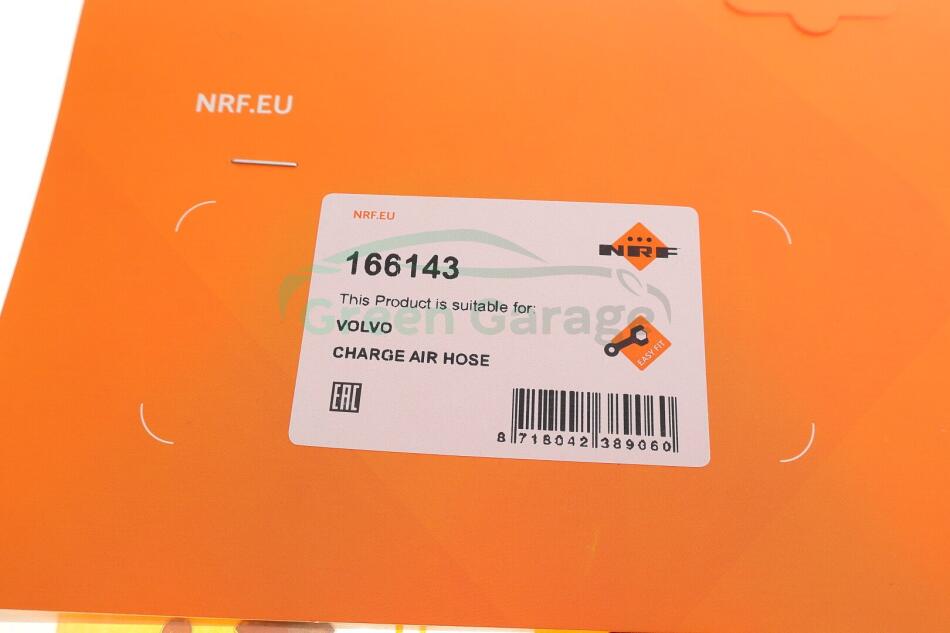 NRF.EU
NRF.EU
NRF
166143
This Product is suitable for:
Green Garage
VOLVO
CHARGE AIR HOSE
EASY FIT
EAC
8 718042 389060